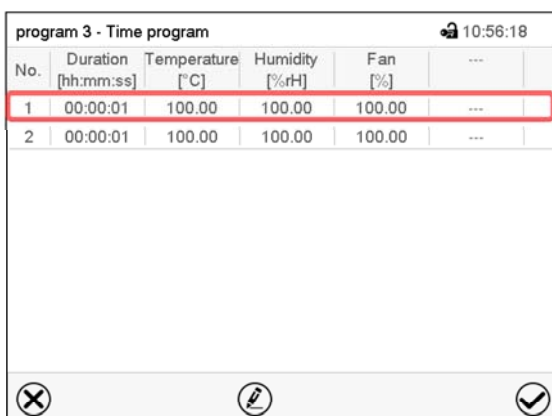 program 3 - Time program 10:56:18
No. Duration [hh:mm:ss] Temperature [°C] Humidity [%rH] Fan [%] ---
1 00:00:01 100.00 100.00 100.00 ---
2 00:00:01 100.00 100.00 100.00 ---